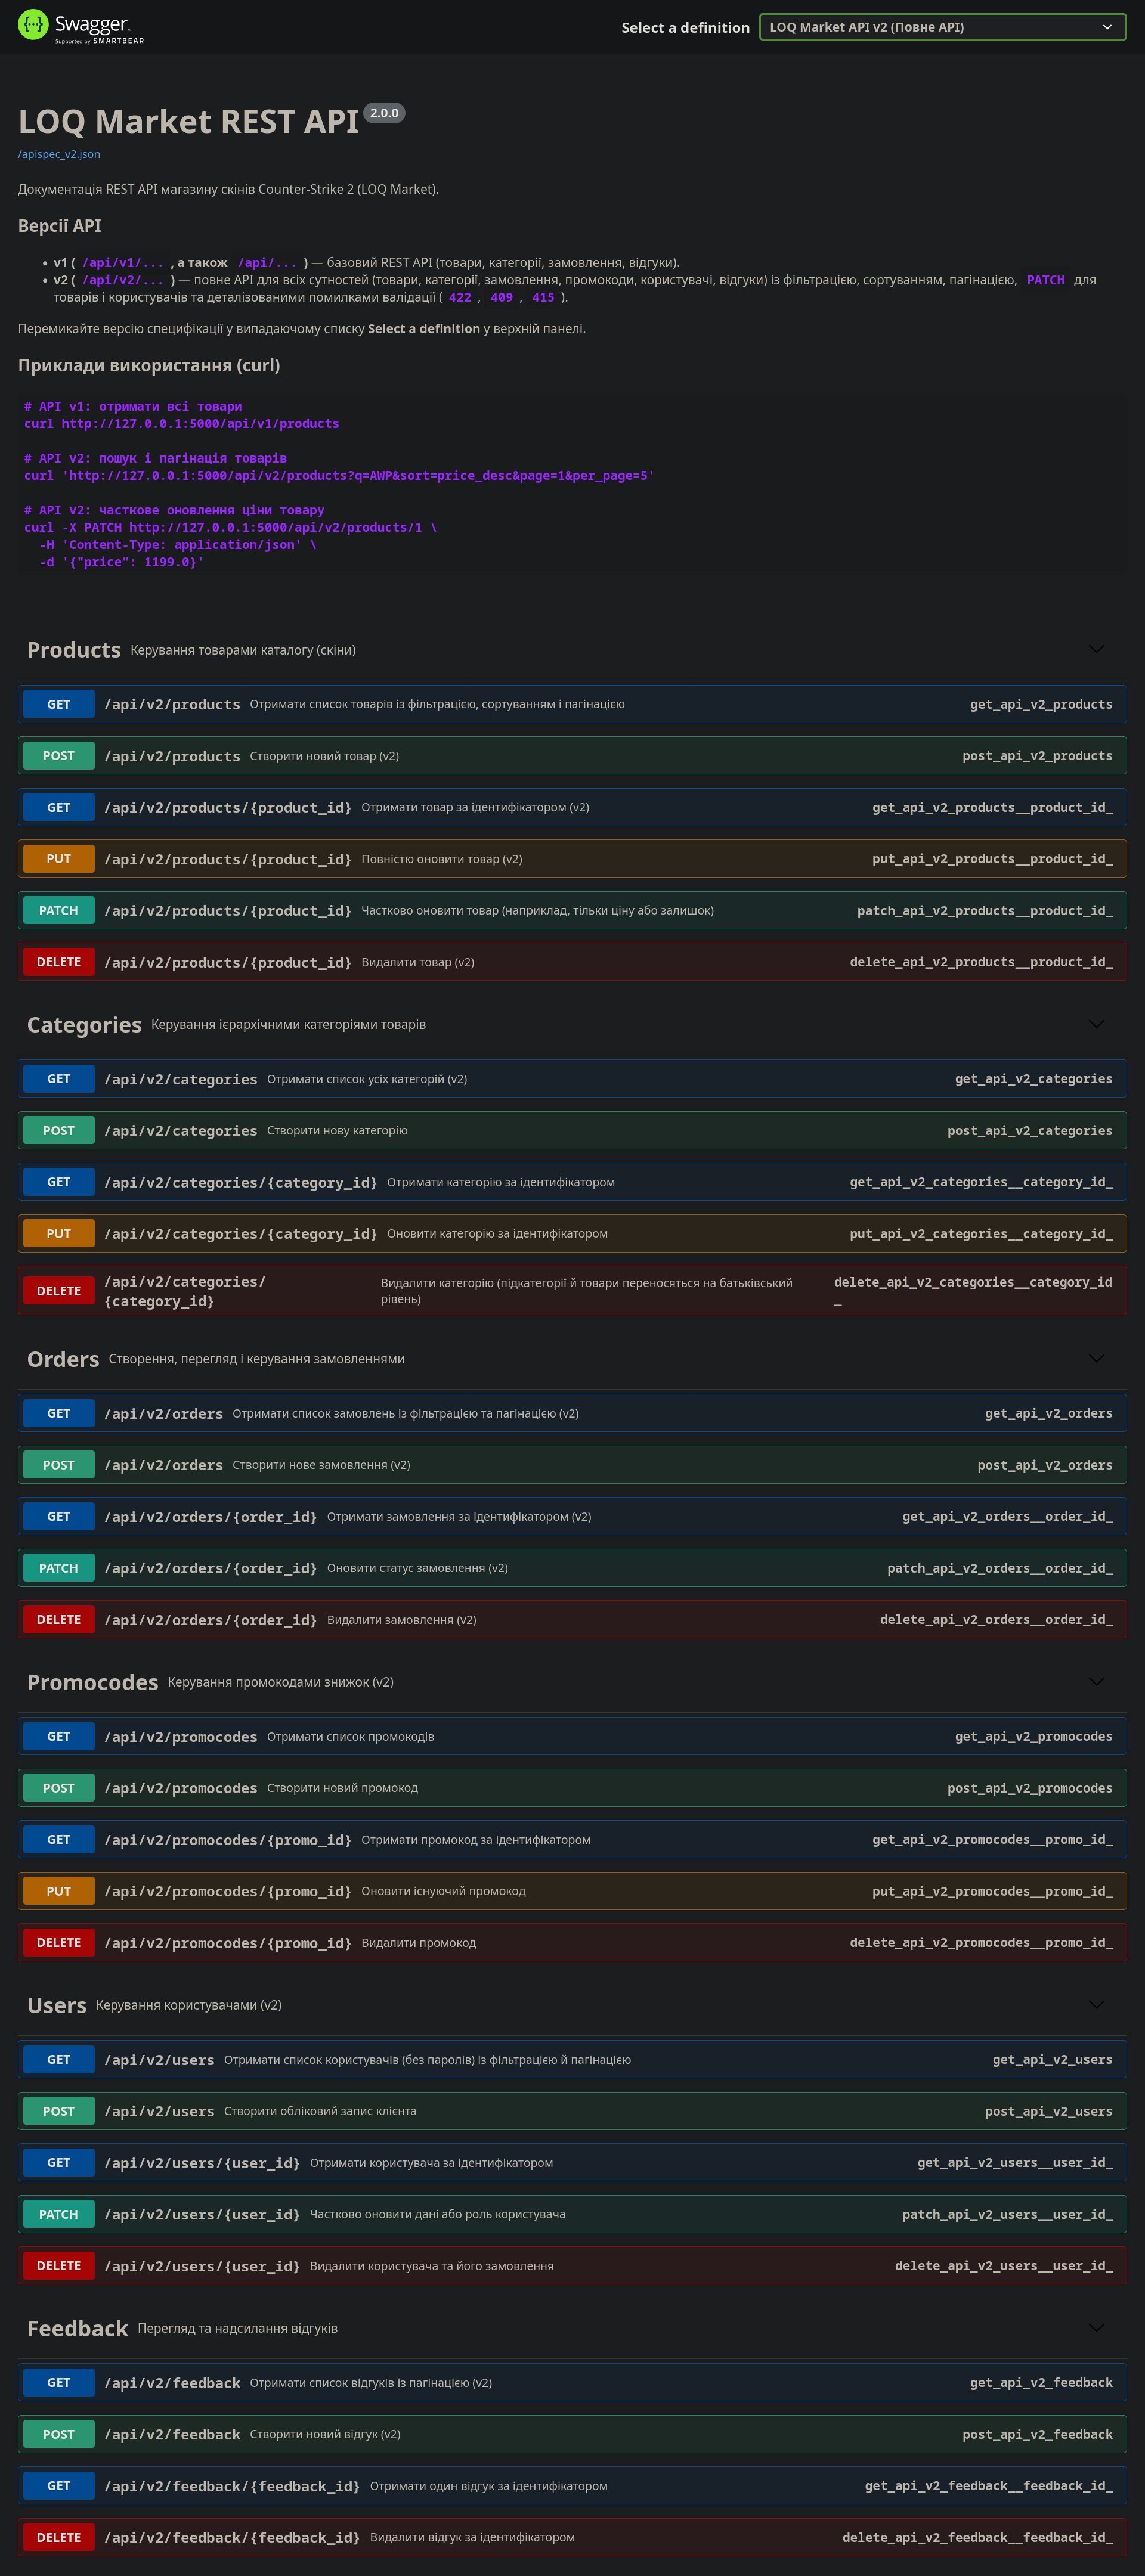 Swagger
Supported by SMARTBEAR
Select a definition
LOQ Market API v2 (Повне API)
LOQ Market REST API 2.0.0
/apispec_v2.json
Документація REST API магазину скінів Counter-Strike 2 (LOQ Market).
Версії API
• v1 ( /api/v1/... , а також /api/... ) — базовий REST API (товари, категорії, замовлення, відгуки).
• v2 ( /api/v2/... ) — повне API для всіх сутностей (товари, категорії, замовлення, промокоди, користувачі, відгуки) із фільтрацією, сортуванням, пагінацією, PATCH для
товарів і користувачів та деталізованими помилками валідації ( 422 , 409 , 415 ).
Перемикайте версію специфікації у випадаючому списку Select a definition у верхній панелі.
Приклади використання (curl)
# API v1: отримати всі товари
curl http://127.0.0.1:5000/api/v1/products
# API v2: пошук і пагінація товарів
curl 'http://127.0.0.1:5000/api/v2/products?q=AWP&sort=price_desc&page=1&per_page=5'
# API v2: часткове оновлення ціни товару
curl -X PATCH http://127.0.0.1:5000/api/v2/products/1 \
-H 'Content-Type: application/json' \
-d '{"price": 1199.0}'
Products Керування товарами каталогу (скіни)
GET /api/v2/products Отримати список товарів із фільтрацією, сортуванням і пагінацією get_api_v2_products
POST /api/v2/products Створити новий товар (v2) post_api_v2_products
GET /api/v2/products/{product_id} Отримати товар за ідентифікатором (v2) get_api_v2_products__product_id_
PUT /api/v2/products/{product_id} Повністю оновити товар (v2) put_api_v2_products__product_id_
PATCH /api/v2/products/{product_id} Частково оновити товар (наприклад, тільки ціну або залишок) patch_api_v2_products__product_id_
DELETE /api/v2/products/{product_id} Видалити товар (v2) delete_api_v2_products__product_id_
Categories Керування ієрархічними категоріями товарів
GET /api/v2/categories Отримати список усіх категорій (v2) get_api_v2_categories
POST /api/v2/categories Створити нову категорію post_api_v2_categories
GET /api/v2/categories/{category_id} Отримати категорію за ідентифікатором get_api_v2_categories__category_id_
PUT /api/v2/categories/{category_id} Оновити категорію за ідентифікатором put_api_v2_categories__category_id_
DELETE /api/v2/categories/ Видалити категорію (підкатегорії й товари переносяться на батьківський delete_api_v2_categories__category_id
{category_id} рівень) _
Orders Створення, перегляд і керування замовленнями
GET /api/v2/orders Отримати список замовлень із фільтрацією та пагінацією (v2) get_api_v2_orders
POST /api/v2/orders Створити нове замовлення (v2) post_api_v2_orders
GET /api/v2/orders/{order_id} Отримати замовлення за ідентифікатором (v2) get_api_v2_orders__order_id_
PATCH /api/v2/orders/{order_id} Оновити статус замовлення (v2) patch_api_v2_orders__order_id_
DELETE /api/v2/orders/{order_id} Видалити замовлення (v2) delete_api_v2_orders__order_id_
Promocodes Керування промокодами знижок (v2)
GET /api/v2/promocodes Отримати список промокодів get_api_v2_promocodes
POST /api/v2/promocodes Створити новий промокод post_api_v2_promocodes
GET /api/v2/promocodes/{promo_id} Отримати промокод за ідентифікатором get_api_v2_promocodes__promo_id_
PUT /api/v2/promocodes/{promo_id} Оновити існуючий промокод put_api_v2_promocodes__promo_id_
DELETE /api/v2/promocodes/{promo_id} Видалити промокод delete_api_v2_promocodes__promo_id_
Users Керування користувачами (v2)
GET /api/v2/users Отримати список користувачів (без паролів) із фільтрацією й пагінацією get_api_v2_users
POST /api/v2/users Створити обліковий запис клієнта post_api_v2_users
GET /api/v2/users/{user_id} Отримати користувача за ідентифікатором get_api_v2_users__user_id_
PATCH /api/v2/users/{user_id} Частково оновити дані або роль користувача patch_api_v2_users__user_id_
DELETE /api/v2/users/{user_id} Видалити користувача та його замовлення delete_api_v2_users__user_id_
Feedback Перегляд та надсилання відгуків
GET /api/v2/feedback Отримати список відгуків із пагінацією (v2) get_api_v2_feedback
POST /api/v2/feedback Створити новий відгук (v2) post_api_v2_feedback
GET /api/v2/feedback/{feedback_id} Отримати один відгук за ідентифікатором get_api_v2_feedback__feedback_id_
DELETE /api/v2/feedback/{feedback_id} Видалити відгук за ідентифікатором delete_api_v2_feedback__feedback_id_